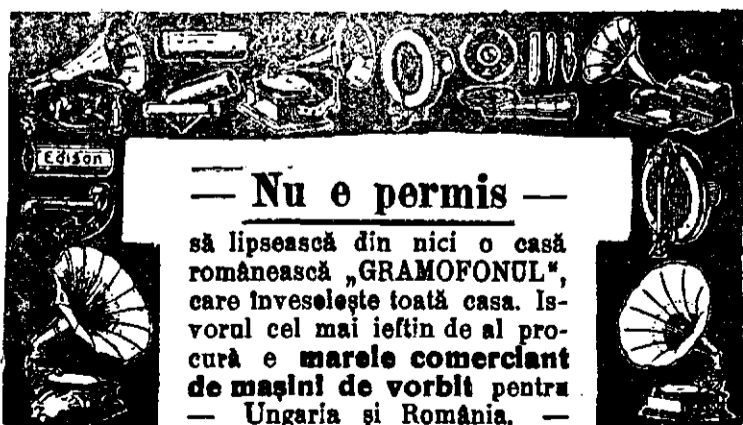 Edison
— Nu e permis —
să lipsească din nici o casă
românească „GRAMOFONUL“,
care înveselește toată casa. Is-
vorul cel mai ieftin de al pro-
cură e marele comerciant
de mașini de vorbit pentru
— Ungaria și România. —